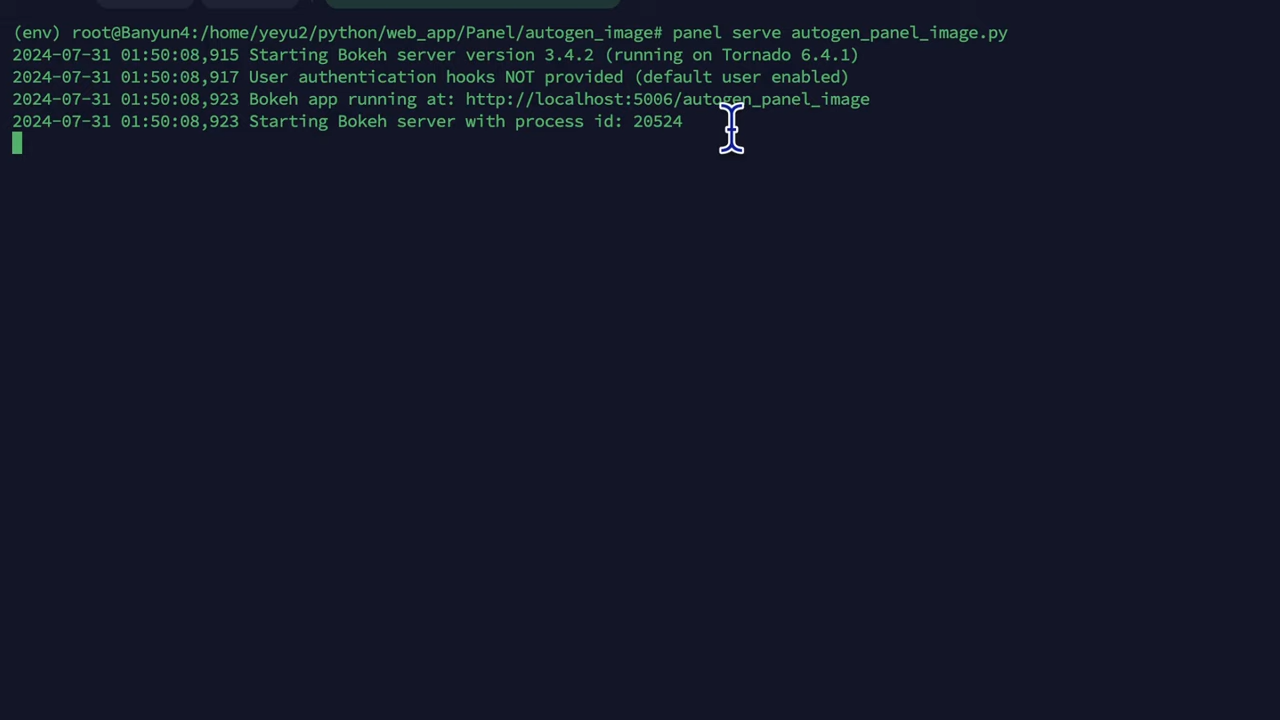 (env) root@Banyun4:/home/yeyu2/python/web_app/Panel/autogen_image# panel serve autogen_panel_image.py
2024-07-31 01:50:08,915 Starting Bokeh server version 3.4.2 (running on Tornado 6.4.1)
2024-07-31 01:50:08,917 User authentication hooks NOT provided (default user enabled)
2024-07-31 01:50:08,923 Bokeh app running at: http://localhost:5006/autogen_panel_image
2024-07-31 01:50:08,923 Starting Bokeh server with process id: 20524